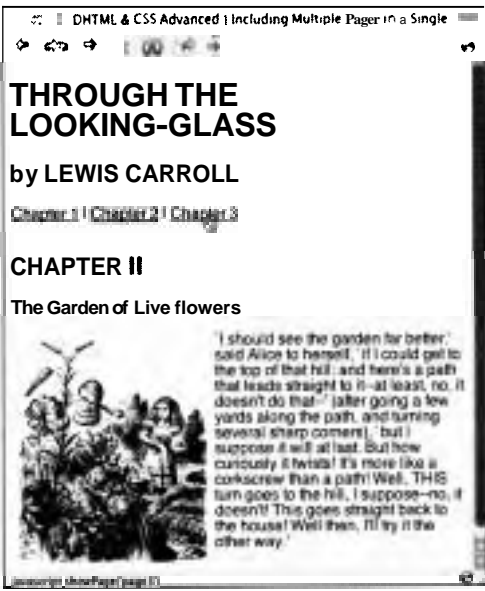 DHTML & CSS Advanced | Including Multiple Pager in a Single
THROUGH THE
LOOKING-GLASS
by LEWIS CARROLL
Chapter 1 | Chapter 2 | Chapter 3
CHAPTER II
The Garden of Live flowers
`I should see the garden far better,'
said Alice to herself, `if I could get to
the top of that hill: and here's a path
that leads straight to it--at least, no, it
doesn't do that--' (after going a few
yards along the path, and turning
several sharp corners), `but I
suppose it will at last. But how
curiously it twists! It's more like a
corkscrew than a path! Well, THIS
turn goes to the hill, I suppose--no, it
doesn't! This goes straight back to
the house! Well then, I'll try it the
other way.'
javascript: showPage('page1');